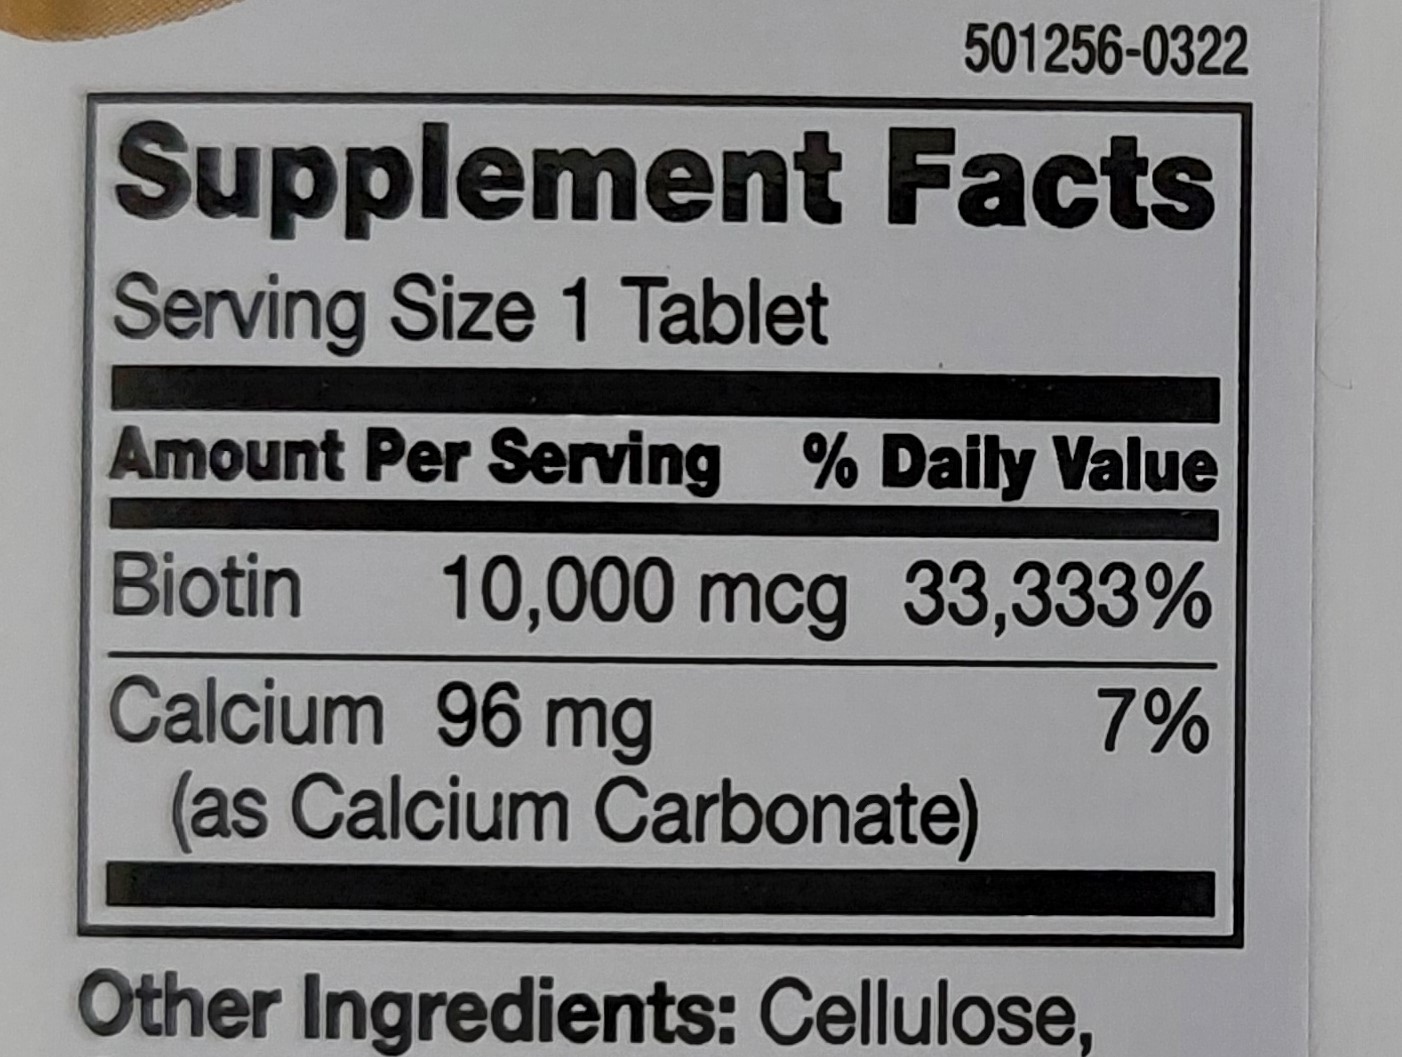 501256-0322
Supplement Facts
Serving Size 1 Tablet
Amount Per Serving % Daily Value
Biotin 10,000 mcg 33,333%
Calcium 96 mg 7%
(as Calcium Carbonate)
Other Ingredients: Cellulose,